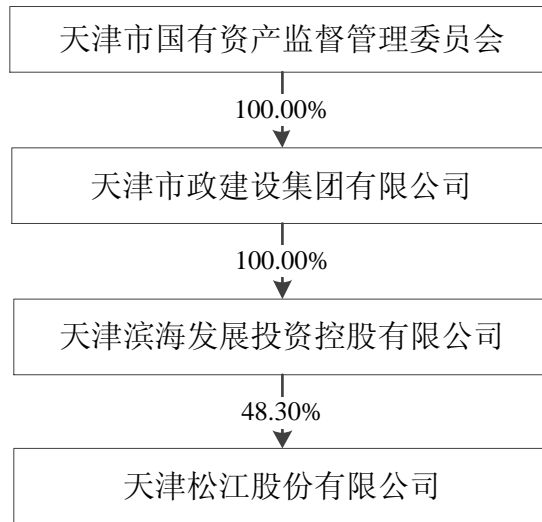 天津市国有资产监督管理委员会
100.00%
天津市政建设集团有限公司
100.00%
天津滨海发展投资控股有限公司
48.30%
天津松江股份有限公司